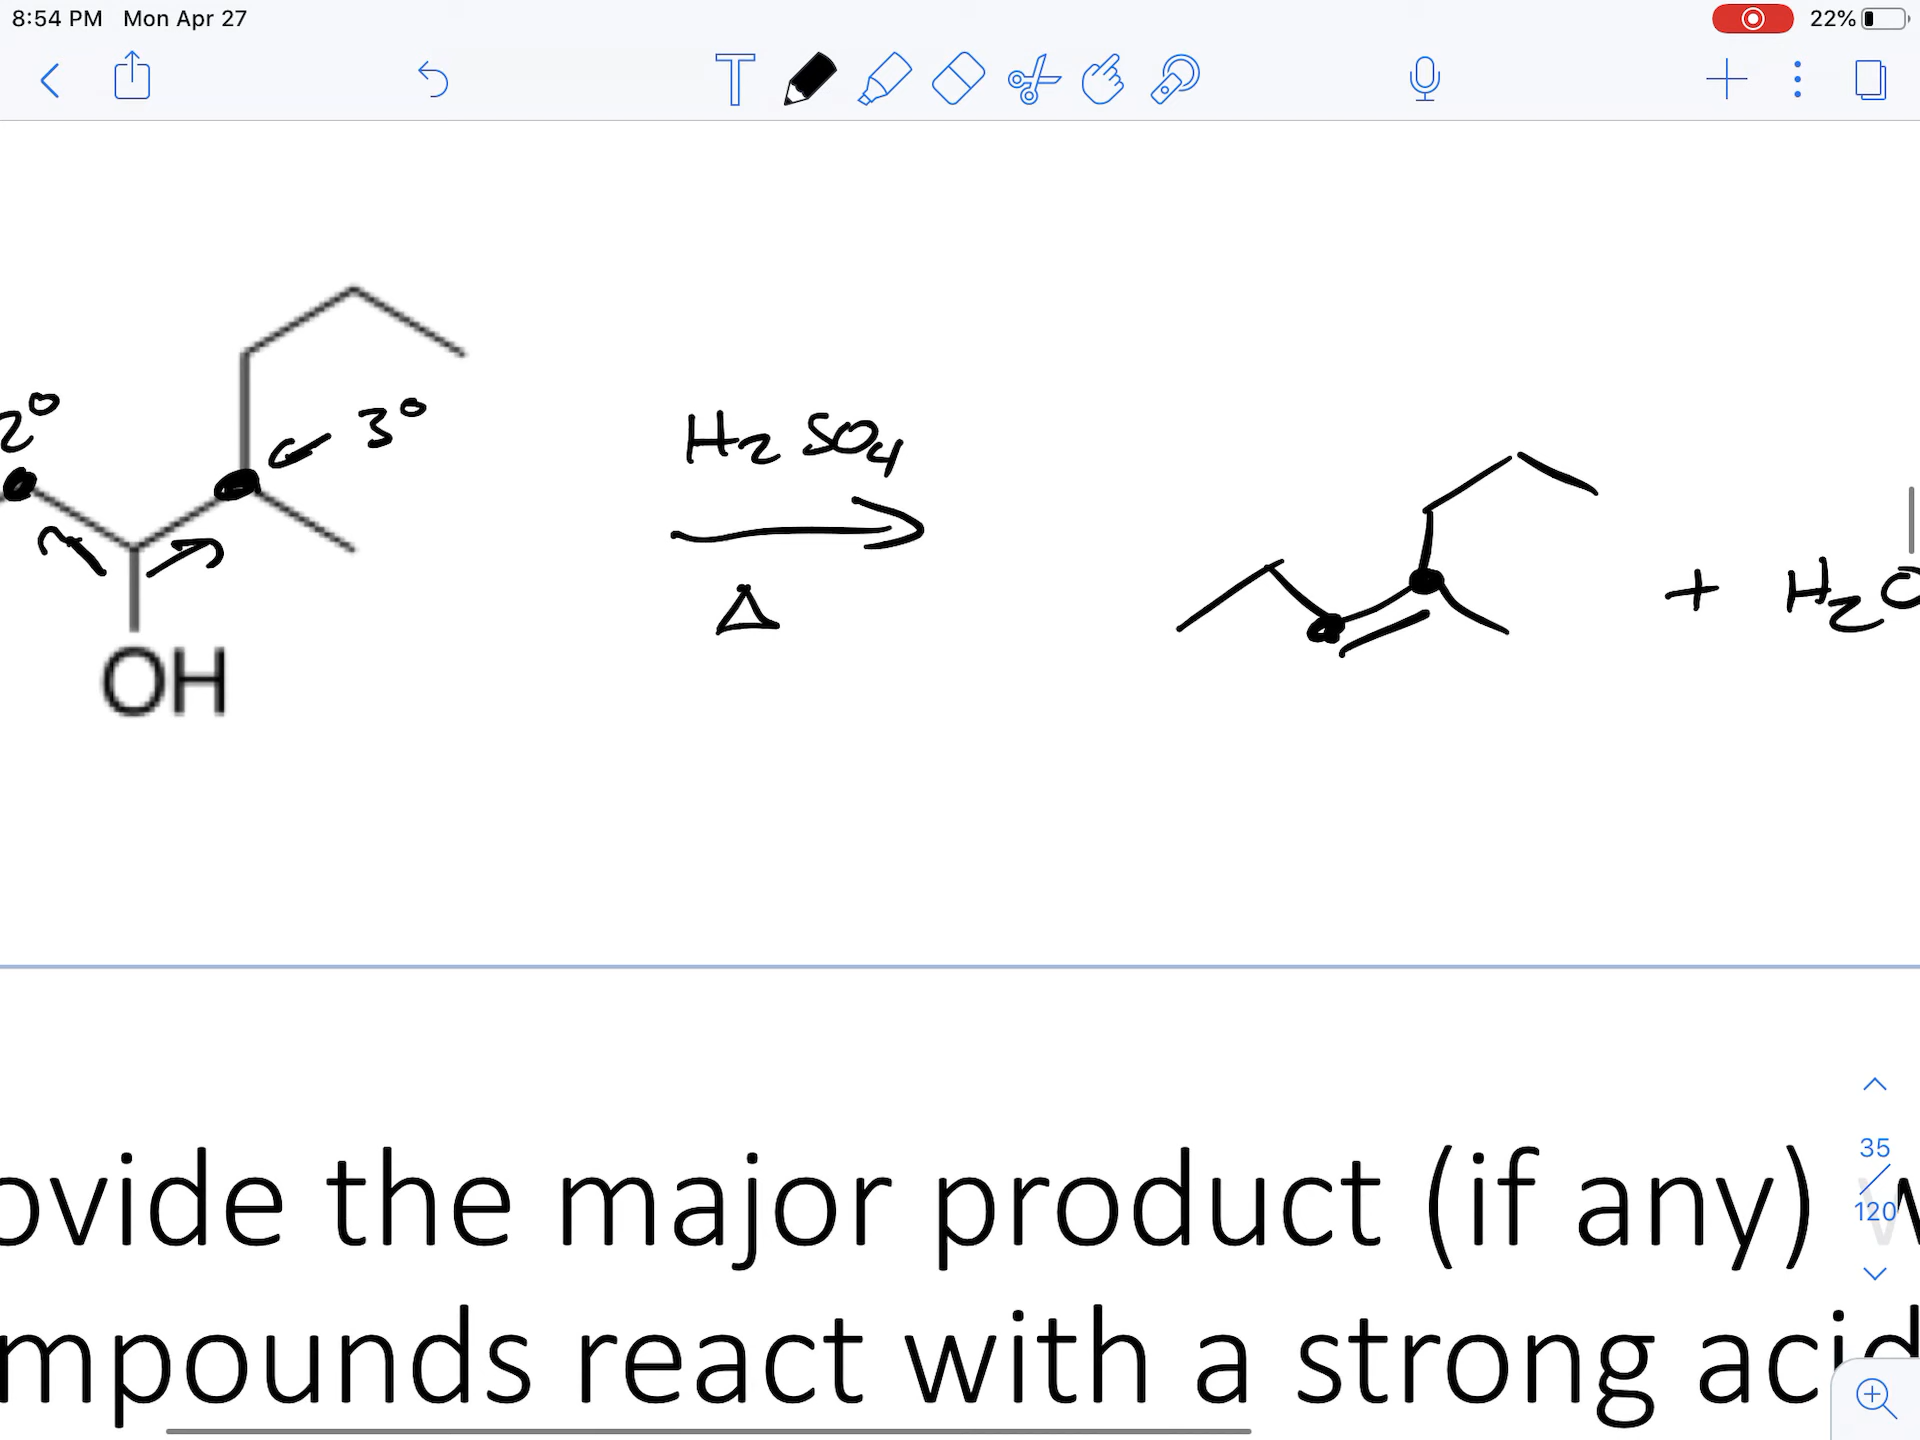 8:54 PM Mon Apr 27
22%
T
2°
3°
H2SO4
Δ
OH
+ H2O
ovide the major product (if any) w
mpounds react with a strong acid
35
120